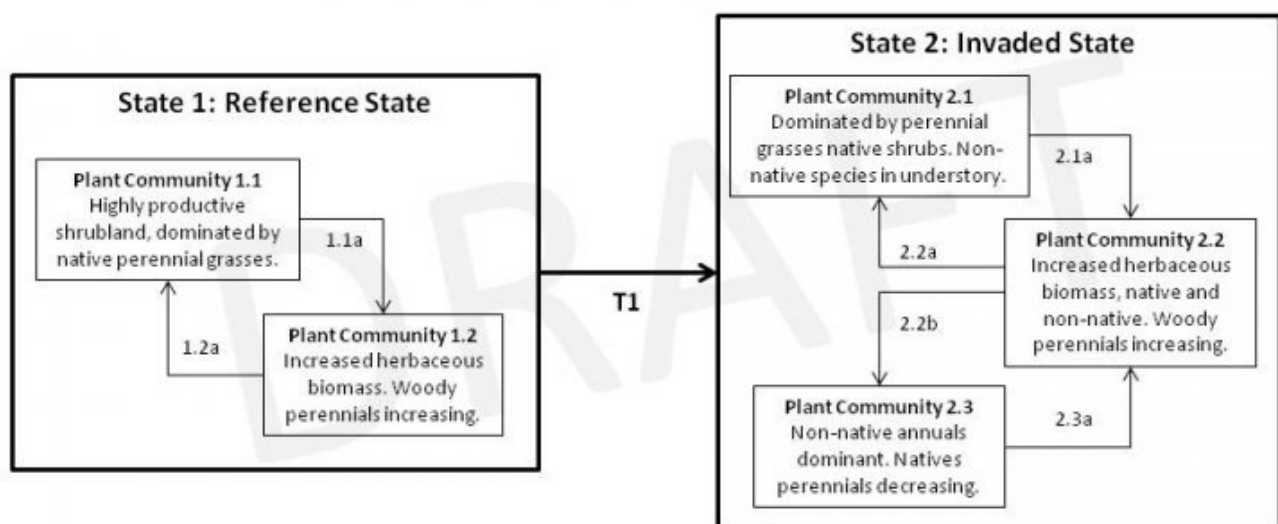 State 1: Reference State
Plant Community 1.1
Highly productive
shrubland, dominated by
native perennial grasses.
1.1a
1.2a
Plant Community 1.2
Increased herbaceous
biomass. Woody
perennials increasing.
T1
State 2: Invaded State
Plant Community 2.1
Dominated by perennial
grasses native shrubs. Non-
native species in understory.
2.1a
2.2a
Plant Community 2.2
Increased herbaceous
biomass, native and
non-native. Woody
perennials increasing.
2.2b
Plant Community 2.3
Non-native annuals
dominant. Natives
perennials decreasing.
2.3a
DRAFT